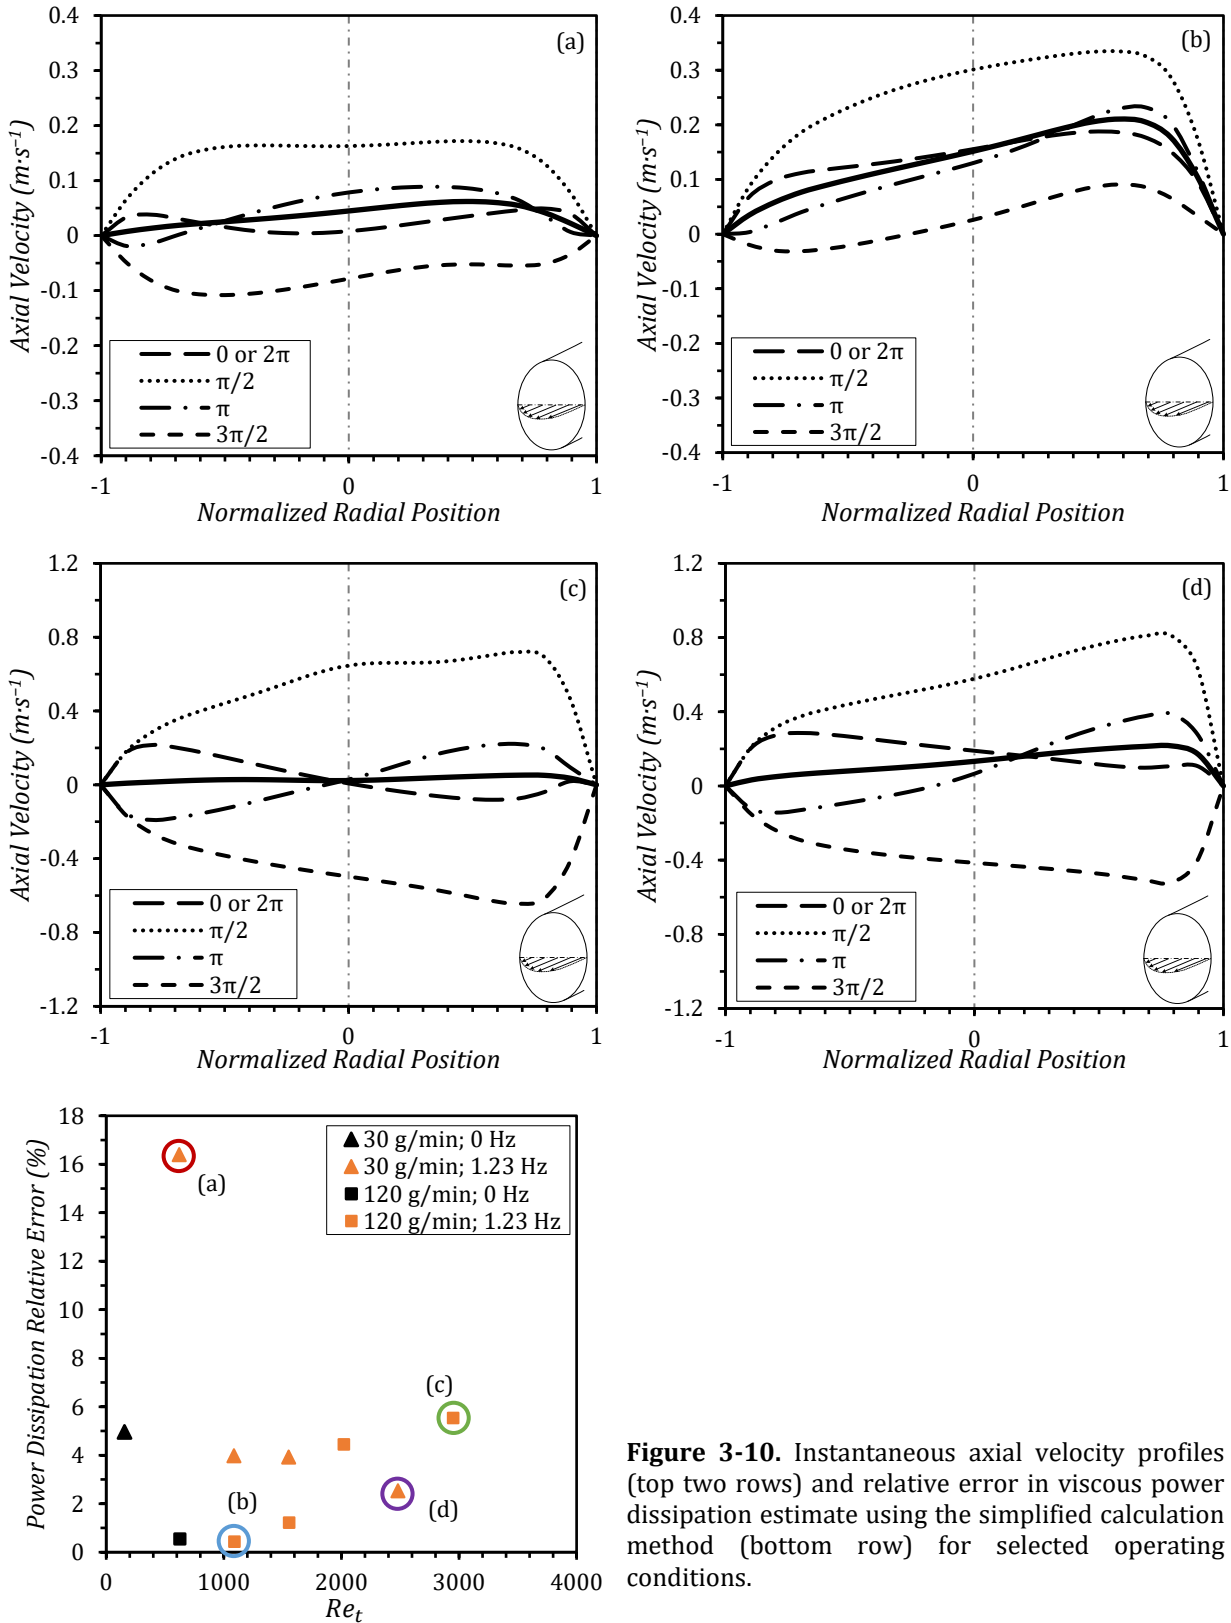 0.4
0.3
0.2
0.1
0
-0.1
-0.2
-0.3
-0.4
Axial Velocity (m·s⁻¹)
(a)
0 or 2π
π/2
π
3π/2
-1
0
1
Normalized Radial Position
0.4
0.3
0.2
0.1
0
-0.1
-0.2
-0.3
-0.4
Axial Velocity (m·s⁻¹)
(b)
0 or 2π
π/2
π
3π/2
-1
0
1
Normalized Radial Position
1.2
0.8
0.4
0
-0.4
-0.8
-1.2
Axial Velocity (m·s⁻¹)
(c)
0 or 2π
π/2
π
3π/2
-1
0
1
Normalized Radial Position
1.2
0.8
0.4
0
-0.4
-0.8
-1.2
Axial Velocity (m·s⁻¹)
(d)
0 or 2π
π/2
π
3π/2
-1
0
1
Normalized Radial Position
18
16
14
12
10
8
6
4
2
0
Power Dissipation Relative Error (%)
30 g/min; 0 Hz
30 g/min; 1.23 Hz
120 g/min; 0 Hz
120 g/min; 1.23 Hz
(a)
(c)
(b)
(d)
0
1000
2000
3000
4000
Reₜ
Figure 3-10. Instantaneous axial velocity profiles
(top two rows) and relative error in viscous power
dissipation estimate using the simplified calculation
method (bottom row) for selected operating
conditions.